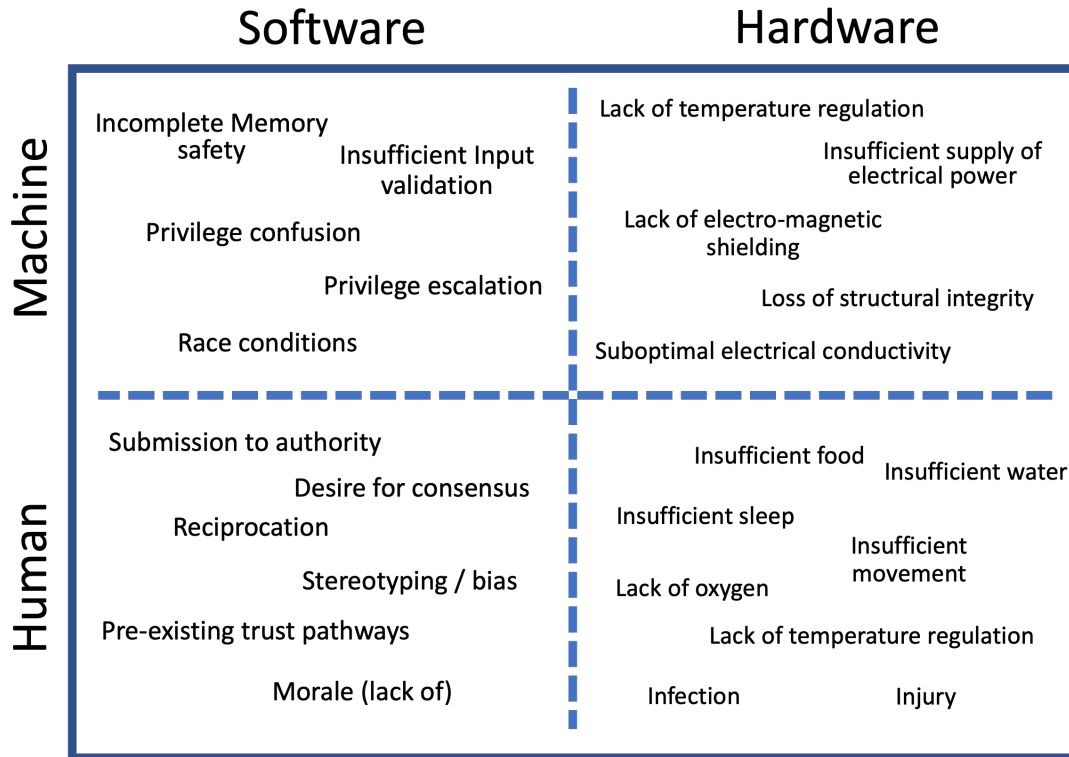 Software
Hardware
Machine
Incomplete Memory
safety
Insufficient Input
validation
Privilege confusion
Privilege escalation
Race conditions
Lack of temperature regulation
Insufficient supply of
electrical power
Lack of electro-magnetic
shielding
Loss of structural integrity
Suboptimal electrical conductivity
Human
Submission to authority
Desire for consensus
Reciprocation
Stereotyping / bias
Pre-existing trust pathways
Morale (lack of)
Insufficient food
Insufficient water
Insufficient sleep
Insufficient
movement
Lack of oxygen
Lack of temperature regulation
Infection
Injury